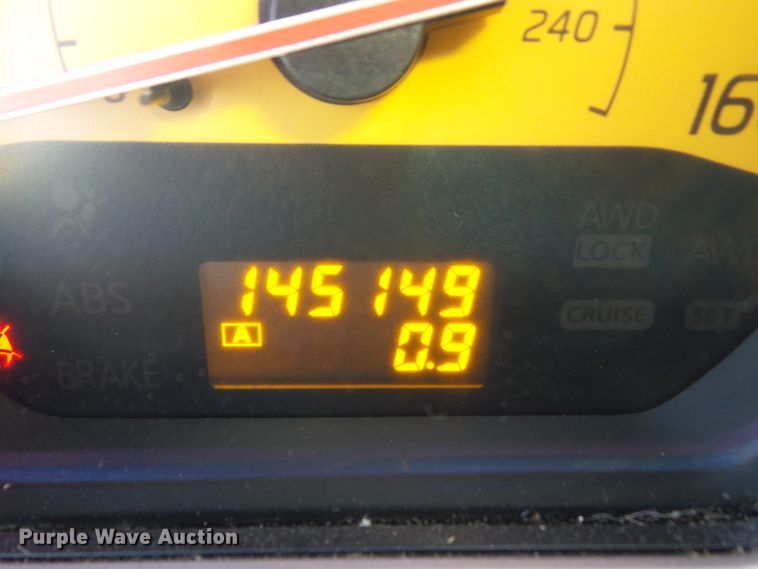 240
16
AWD
LOCK
AWD
ABS
145149
A
0.9
CRUISE
SET
BRAKE
Purple Wave Auction